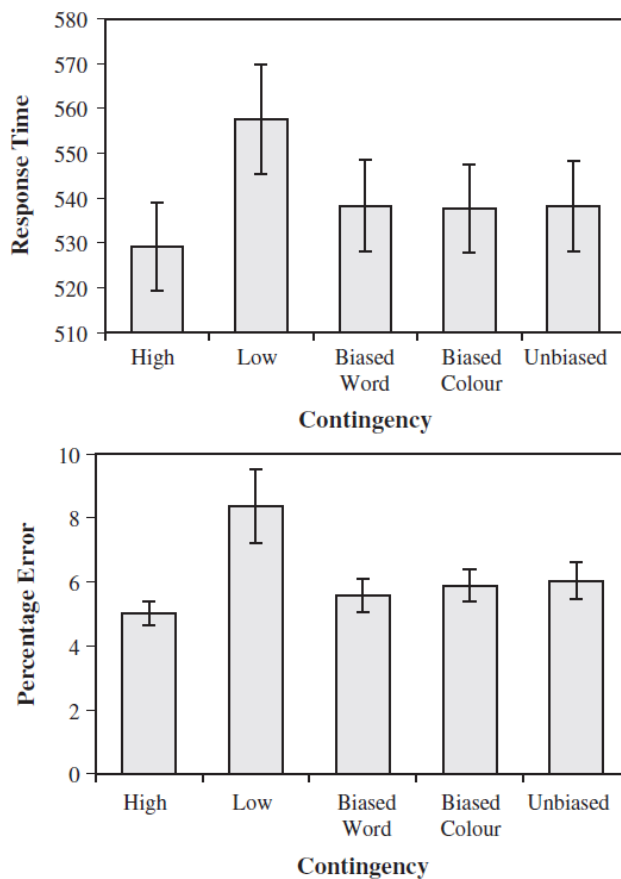 580
570
560
550
540
530
520
510
Response Time
High Low Biased Word Biased Colour Unbiased
Contingency
10
8
6
4
2
0
Percentage Error
High Low Biased Word Biased Colour Unbiased
Contingency